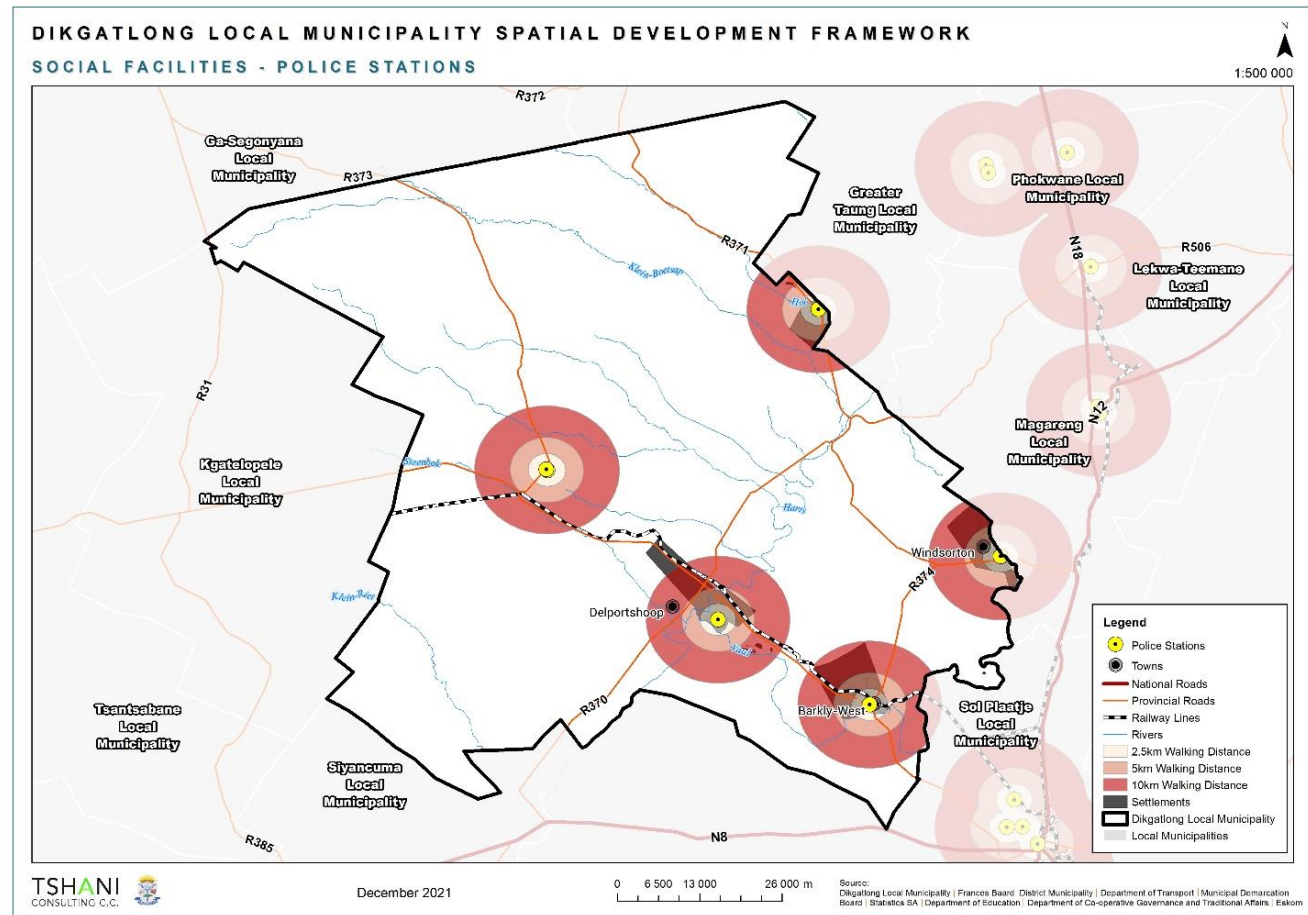 DIKGATLONG LOCAL MUNICIPALITY SPATIAL DEVELOPMENT FRAMEWORK
SOCIAL FACILITIES - POLICE STATIONS
N
1:500 000
R372
Ga-Segonyana
Local
Municipality
R373
Phokwane Local
Municipality
Greater
Taung Local
Municipality
R371
N18
R506
Lekwa-Teemane
Local
Municipality
Klein-Boetsap
R31
N12
Magareng
Local
Municipality
Kgatelopele
Local
Municipality
Steenbok
Harts
Windsorton
R374
Klein-Riet
Delportshoop
Vaal
R370
Barkly-West
Sol Plaatje
Local
Municipality
Tsantsabane
Local
Municipality
Siyancuma
Local
Municipality
R385
N8
Legend
Police Stations
Towns
National Roads
Provincial Roads
Railway Lines
Rivers
2.5km Walking Distance
5km Walking Distance
10km Walking Distance
Settlements
Dikgatlong Local Municipality
Local Municipalities
TSHANI
CONSULTING C.C.
December 2021
0 6 500 13 000 26 000 m
Source:
Dikgatlong Local Municipality | Frances Baard District Municipality | Department of Transport | Municipal Demarcation
Board | Statistics SA | Department of Education | Department of Co-operative Governance and Traditional Affairs | Eskom